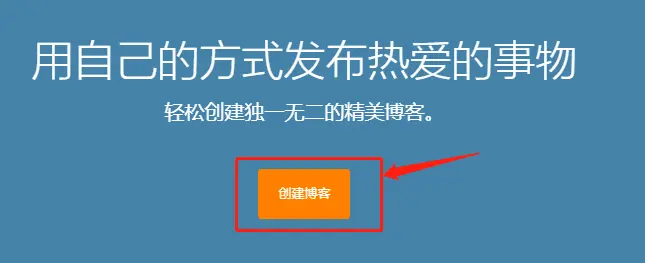 用自己的方式发布热爱的事物
轻松创建独一无二的精美博客。
创建博客